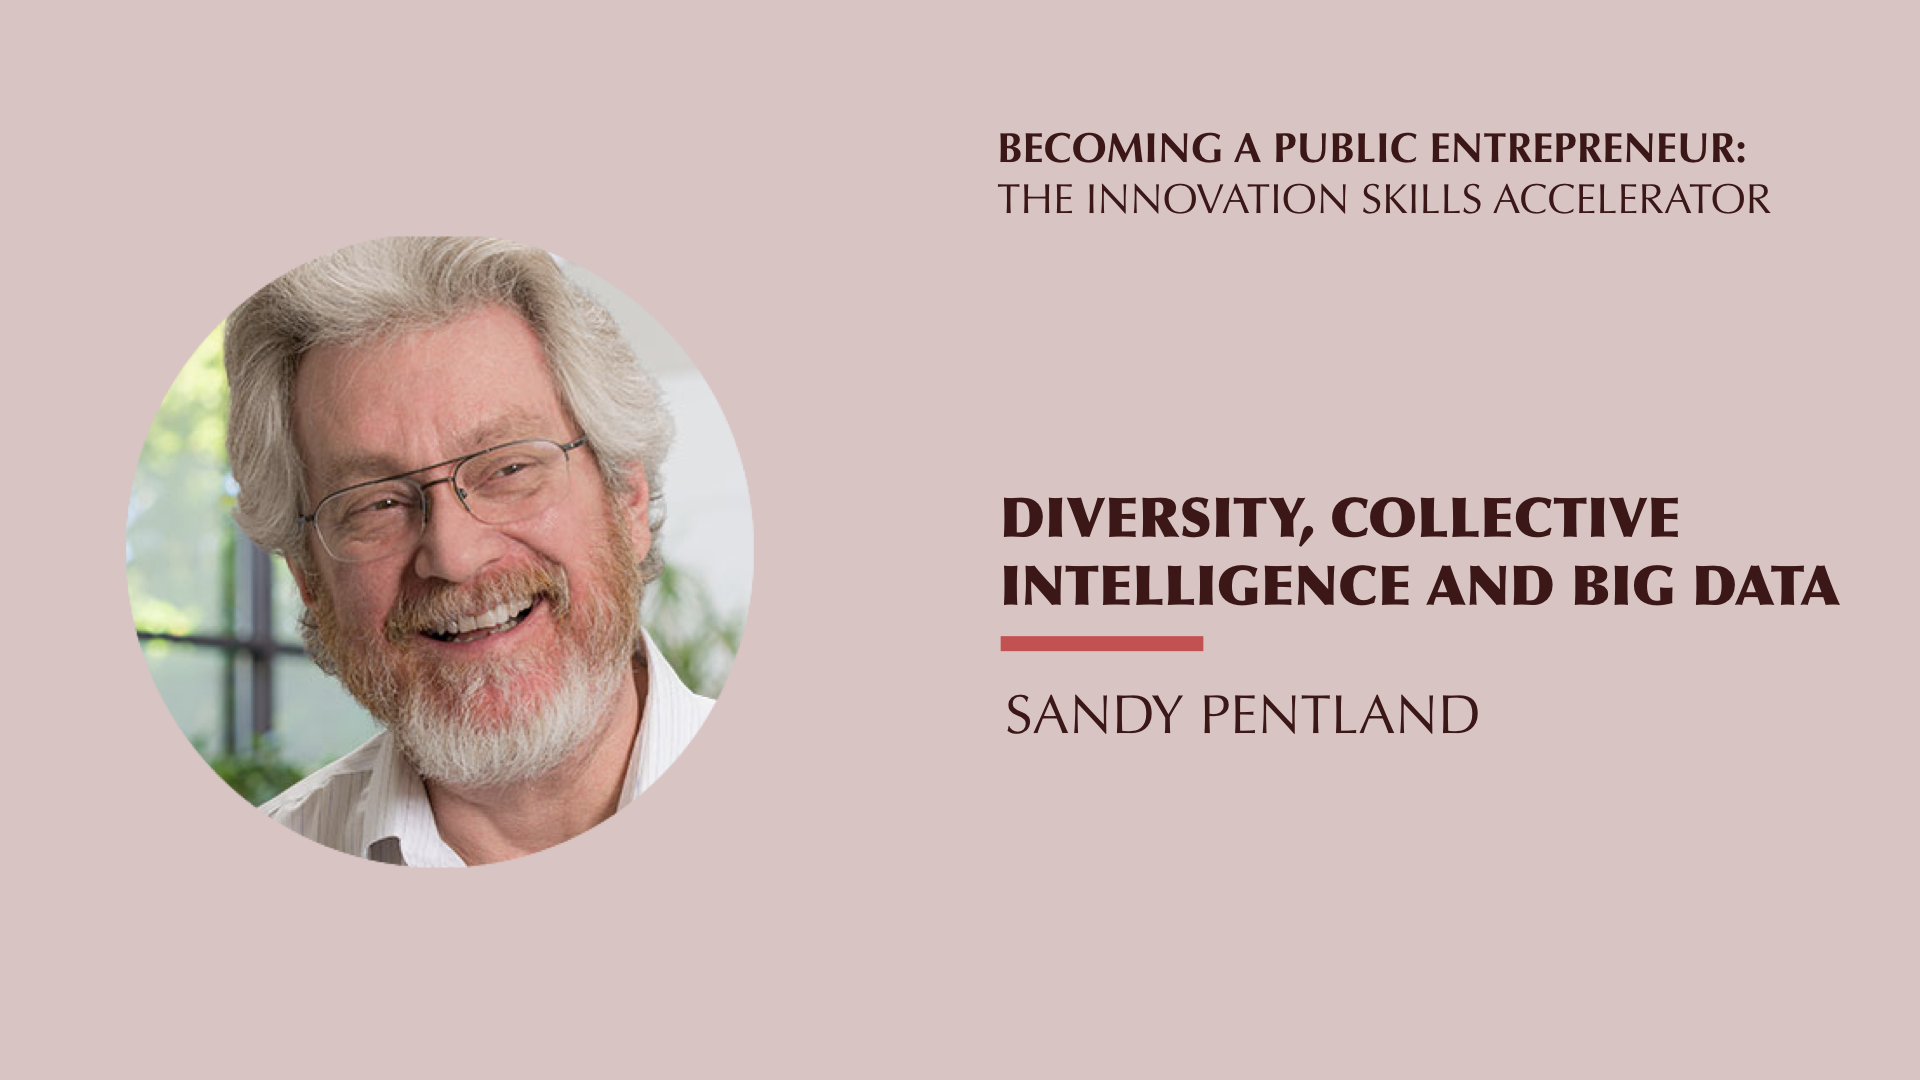 BECOMING A PUBLIC ENTREPRENEUR:
THE INNOVATION SKILLS ACCELERATOR
DIVERSITY, COLLECTIVE
INTELLIGENCE AND BIG DATA
SANDY PENTLAND